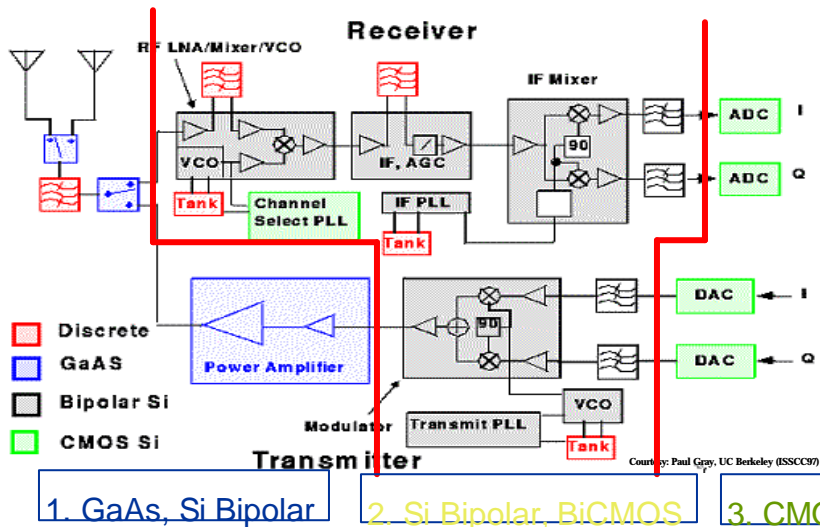 Receiver
RF LNA/Mixer/VCO
IF Mixer
ADC I
90
VCO
IF, AGC
ADC Q
Tank
Channel
Select PLL
IF PLL
Tank
DAC I
Discrete
90
GaAS
Power Amplifier
DAC Q
Bipolar Si
VCO
Modulator
Transmit PLL
CMOS Si
Tank
Transmitter
Courtesy: Paul Gray, UC Berkeley (ISSCC97)
1. GaAs, Si Bipolar
2. Si Bipolar, BiCMOS
3. CMO